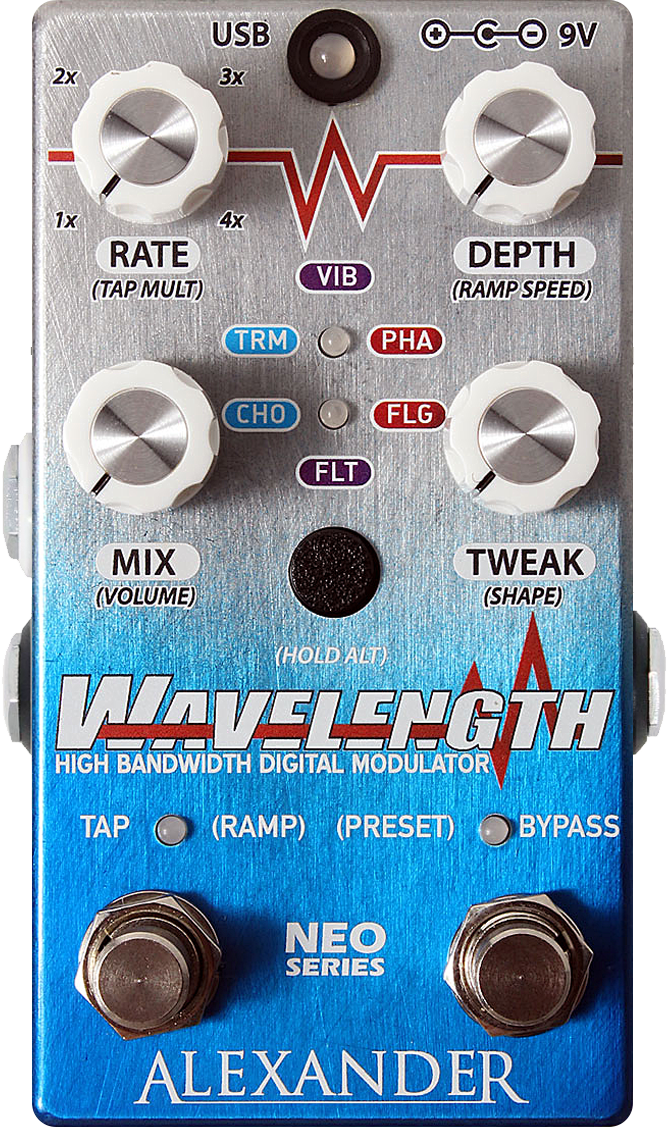 USB 9V
2x 3x
1x 4x
RATE DEPTH
(TAP MULT) VIB (RAMP SPEED)
TRM PHA
CHO FLG
FLT
MIX TWEAK
(VOLUME) (SHAPE)
(HOLD ALT)
WAVELENGTH
HIGH BANDWIDTH DIGITAL MODULATOR
TAP (RAMP) (PRESET) BYPASS
NEO
SERIES
ALEXANDER